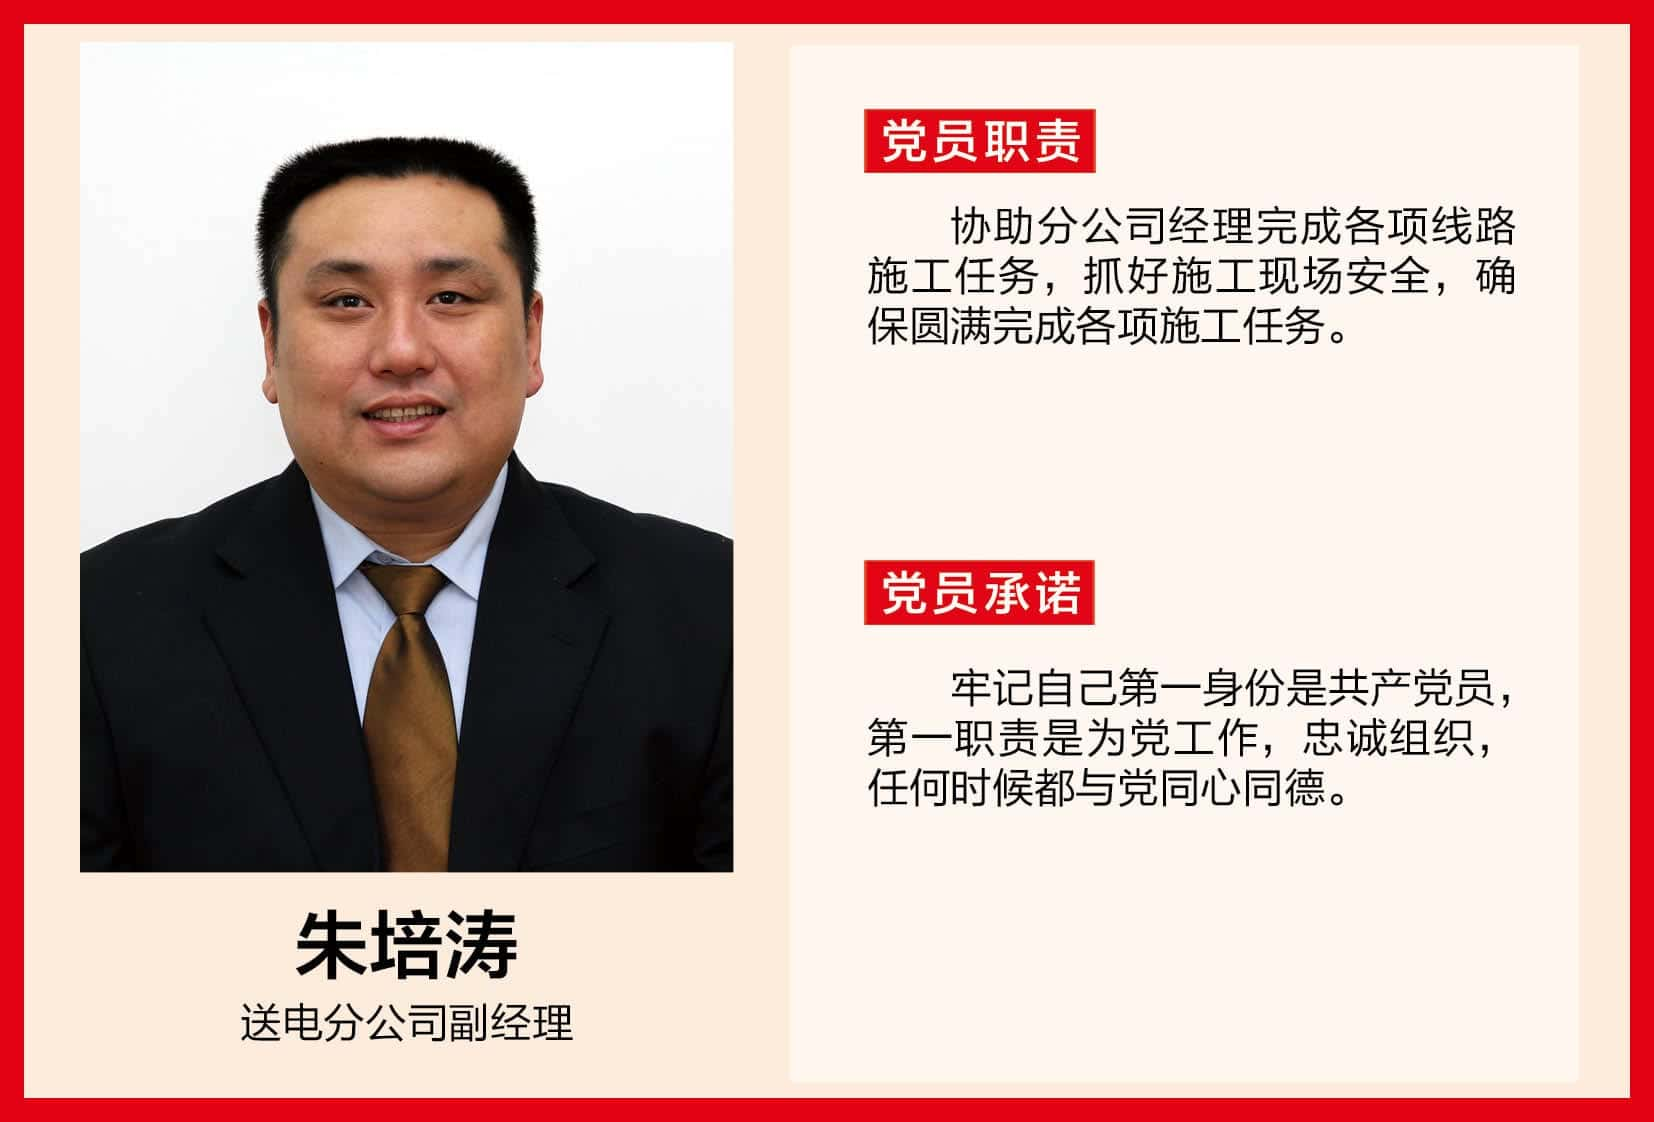 朱培涛
送电分公司副经理
党员职责
协助分公司经理完成各项线路
施工任务，抓好施工现场安全，确
保圆满完成各项施工任务。
党员承诺
牢记自己第一身份是共产党员，
第一职责是为党工作，忠诚组织，
任何时候都与党同心同德。